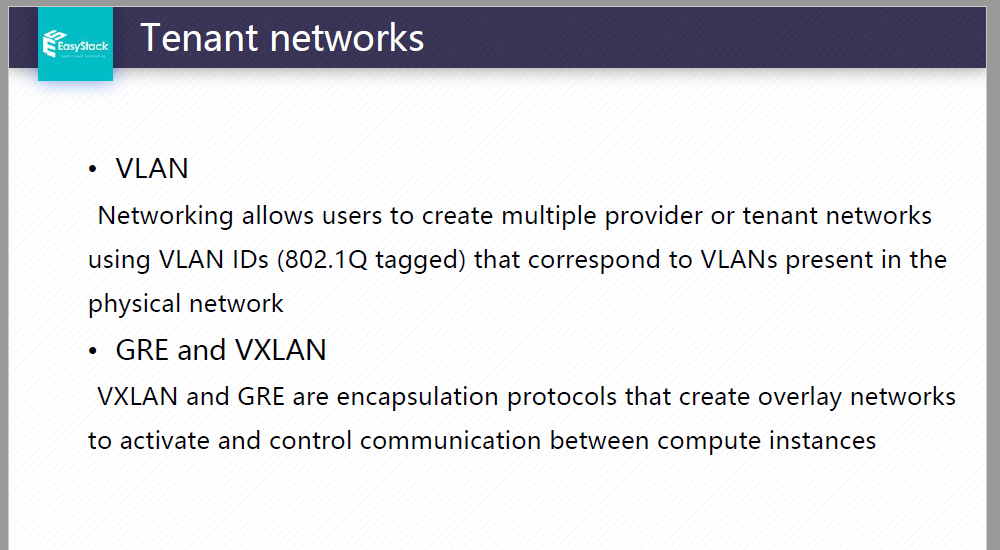 EasyStack
Tenant networks
• VLAN
Networking allows users to create multiple provider or tenant networks
using VLAN IDs (802.1Q tagged) that correspond to VLANs present in the
physical network
• GRE and VXLAN
VXLAN and GRE are encapsulation protocols that create overlay networks
to activate and control communication between compute instances